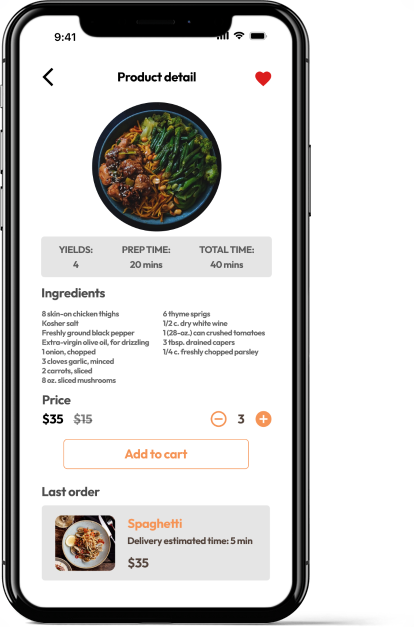 9:41
Product detail
YIELDS: PREP TIME: TOTAL TIME:
4 20 mins 40 mins
Ingredients
8 skin-on chicken thighs
Kosher salt
Freshly ground black pepper
Extra-virgin olive oil, for drizzling
1 onion, chopped
3 cloves garlic, minced
2 carrots, sliced
8 oz. sliced mushrooms
6 thyme sprigs
1/2 c. dry white wine
1 (28-oz.) can crushed tomatoes
3 tbsp. drained capers
1/4 c. freshly chopped parsley
Price
$35 $15 3
Add to cart
Last order
Spaghetti
Delivery estimated time: 5 min
$35